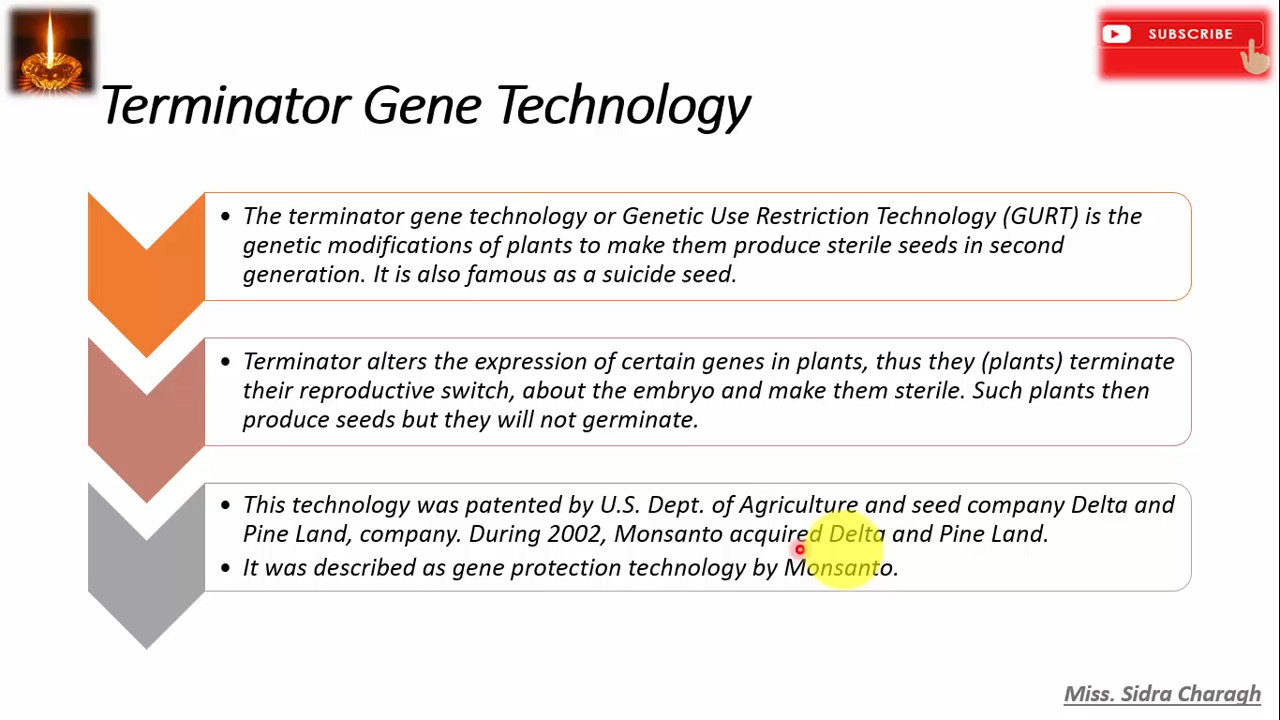 SUBSCRIBE
Terminator Gene Technology
• The terminator gene technology or Genetic Use Restriction Technology (GURT) is the
genetic modifications of plants to make them produce sterile seeds in second
generation. It is also famous as a suicide seed.
• Terminator alters the expression of certain genes in plants, thus they (plants) terminate
their reproductive switch, about the embryo and make them sterile. Such plants then
produce seeds but they will not germinate.
• This technology was patented by U.S. Dept. of Agriculture and seed company Delta and
Pine Land, company. During 2002, Monsanto acquired Delta and Pine Land.
• It was described as gene protection technology by Monsanto.
Miss. Sidra Charagh